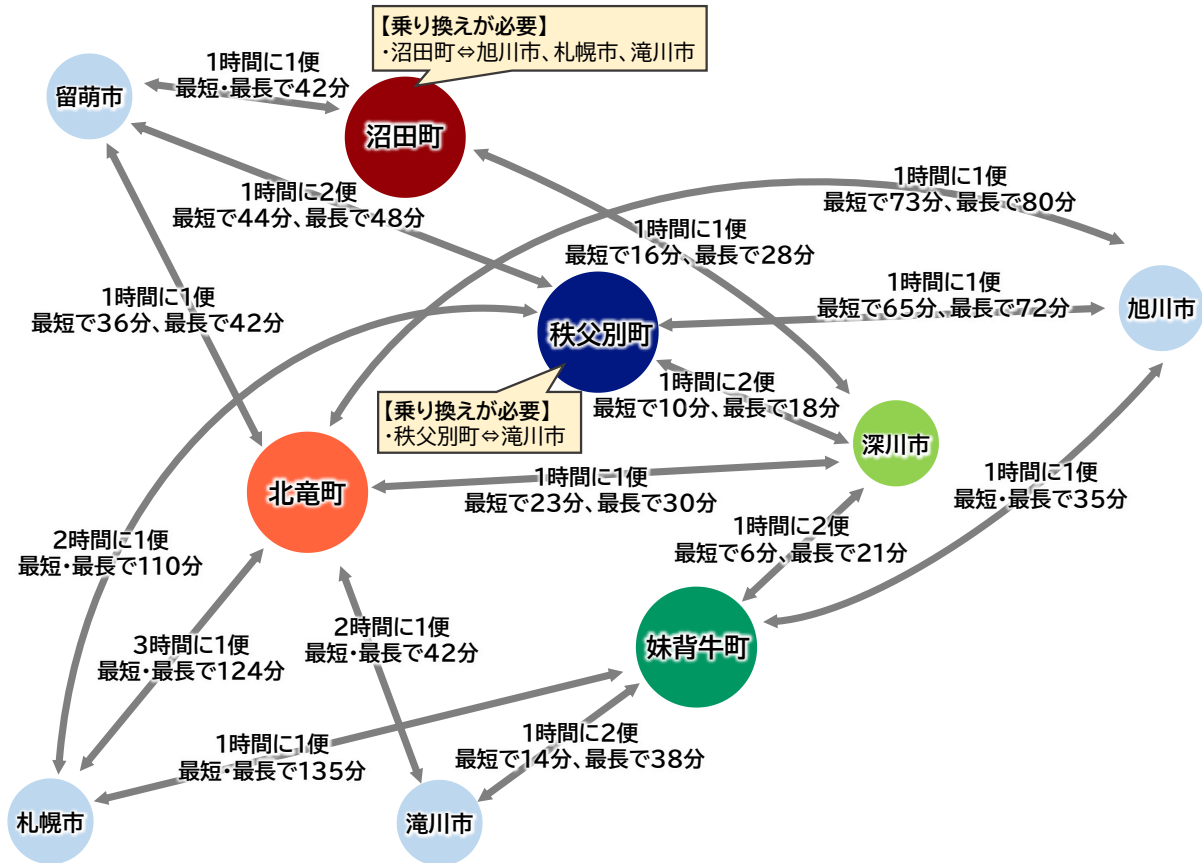 【乗り換えが必要】
・沼田町⇔旭川市、札幌市、滝川市
1時間に1便
最短・最長で42分
留萌市
沼田町
1時間に2便
最短で44分、最長で48分
1時間に1便
最短で73分、最長で80分
1時間に1便
最短で16分、最長で28分
1時間に1便
最短で36分、最長で42分
1時間に1便
最短で65分、最長で72分
旭川市
秩父別町
1時間に2便
最短で10分、最長で18分
【乗り換えが必要】
・秩父別町⇔滝川市
深川市
北竜町
1時間に1便
最短で23分、最長で30分
1時間に1便
最短・最長で35分
2時間に1便
最短・最長で110分
1時間に2便
最短で6分、最長で21分
3時間に1便
最短・最長で124分
2時間に1便
最短・最長で42分
妹背牛町
1時間に1便
最短・最長で135分
1時間に2便
最短で14分、最長で38分
札幌市
滝川市